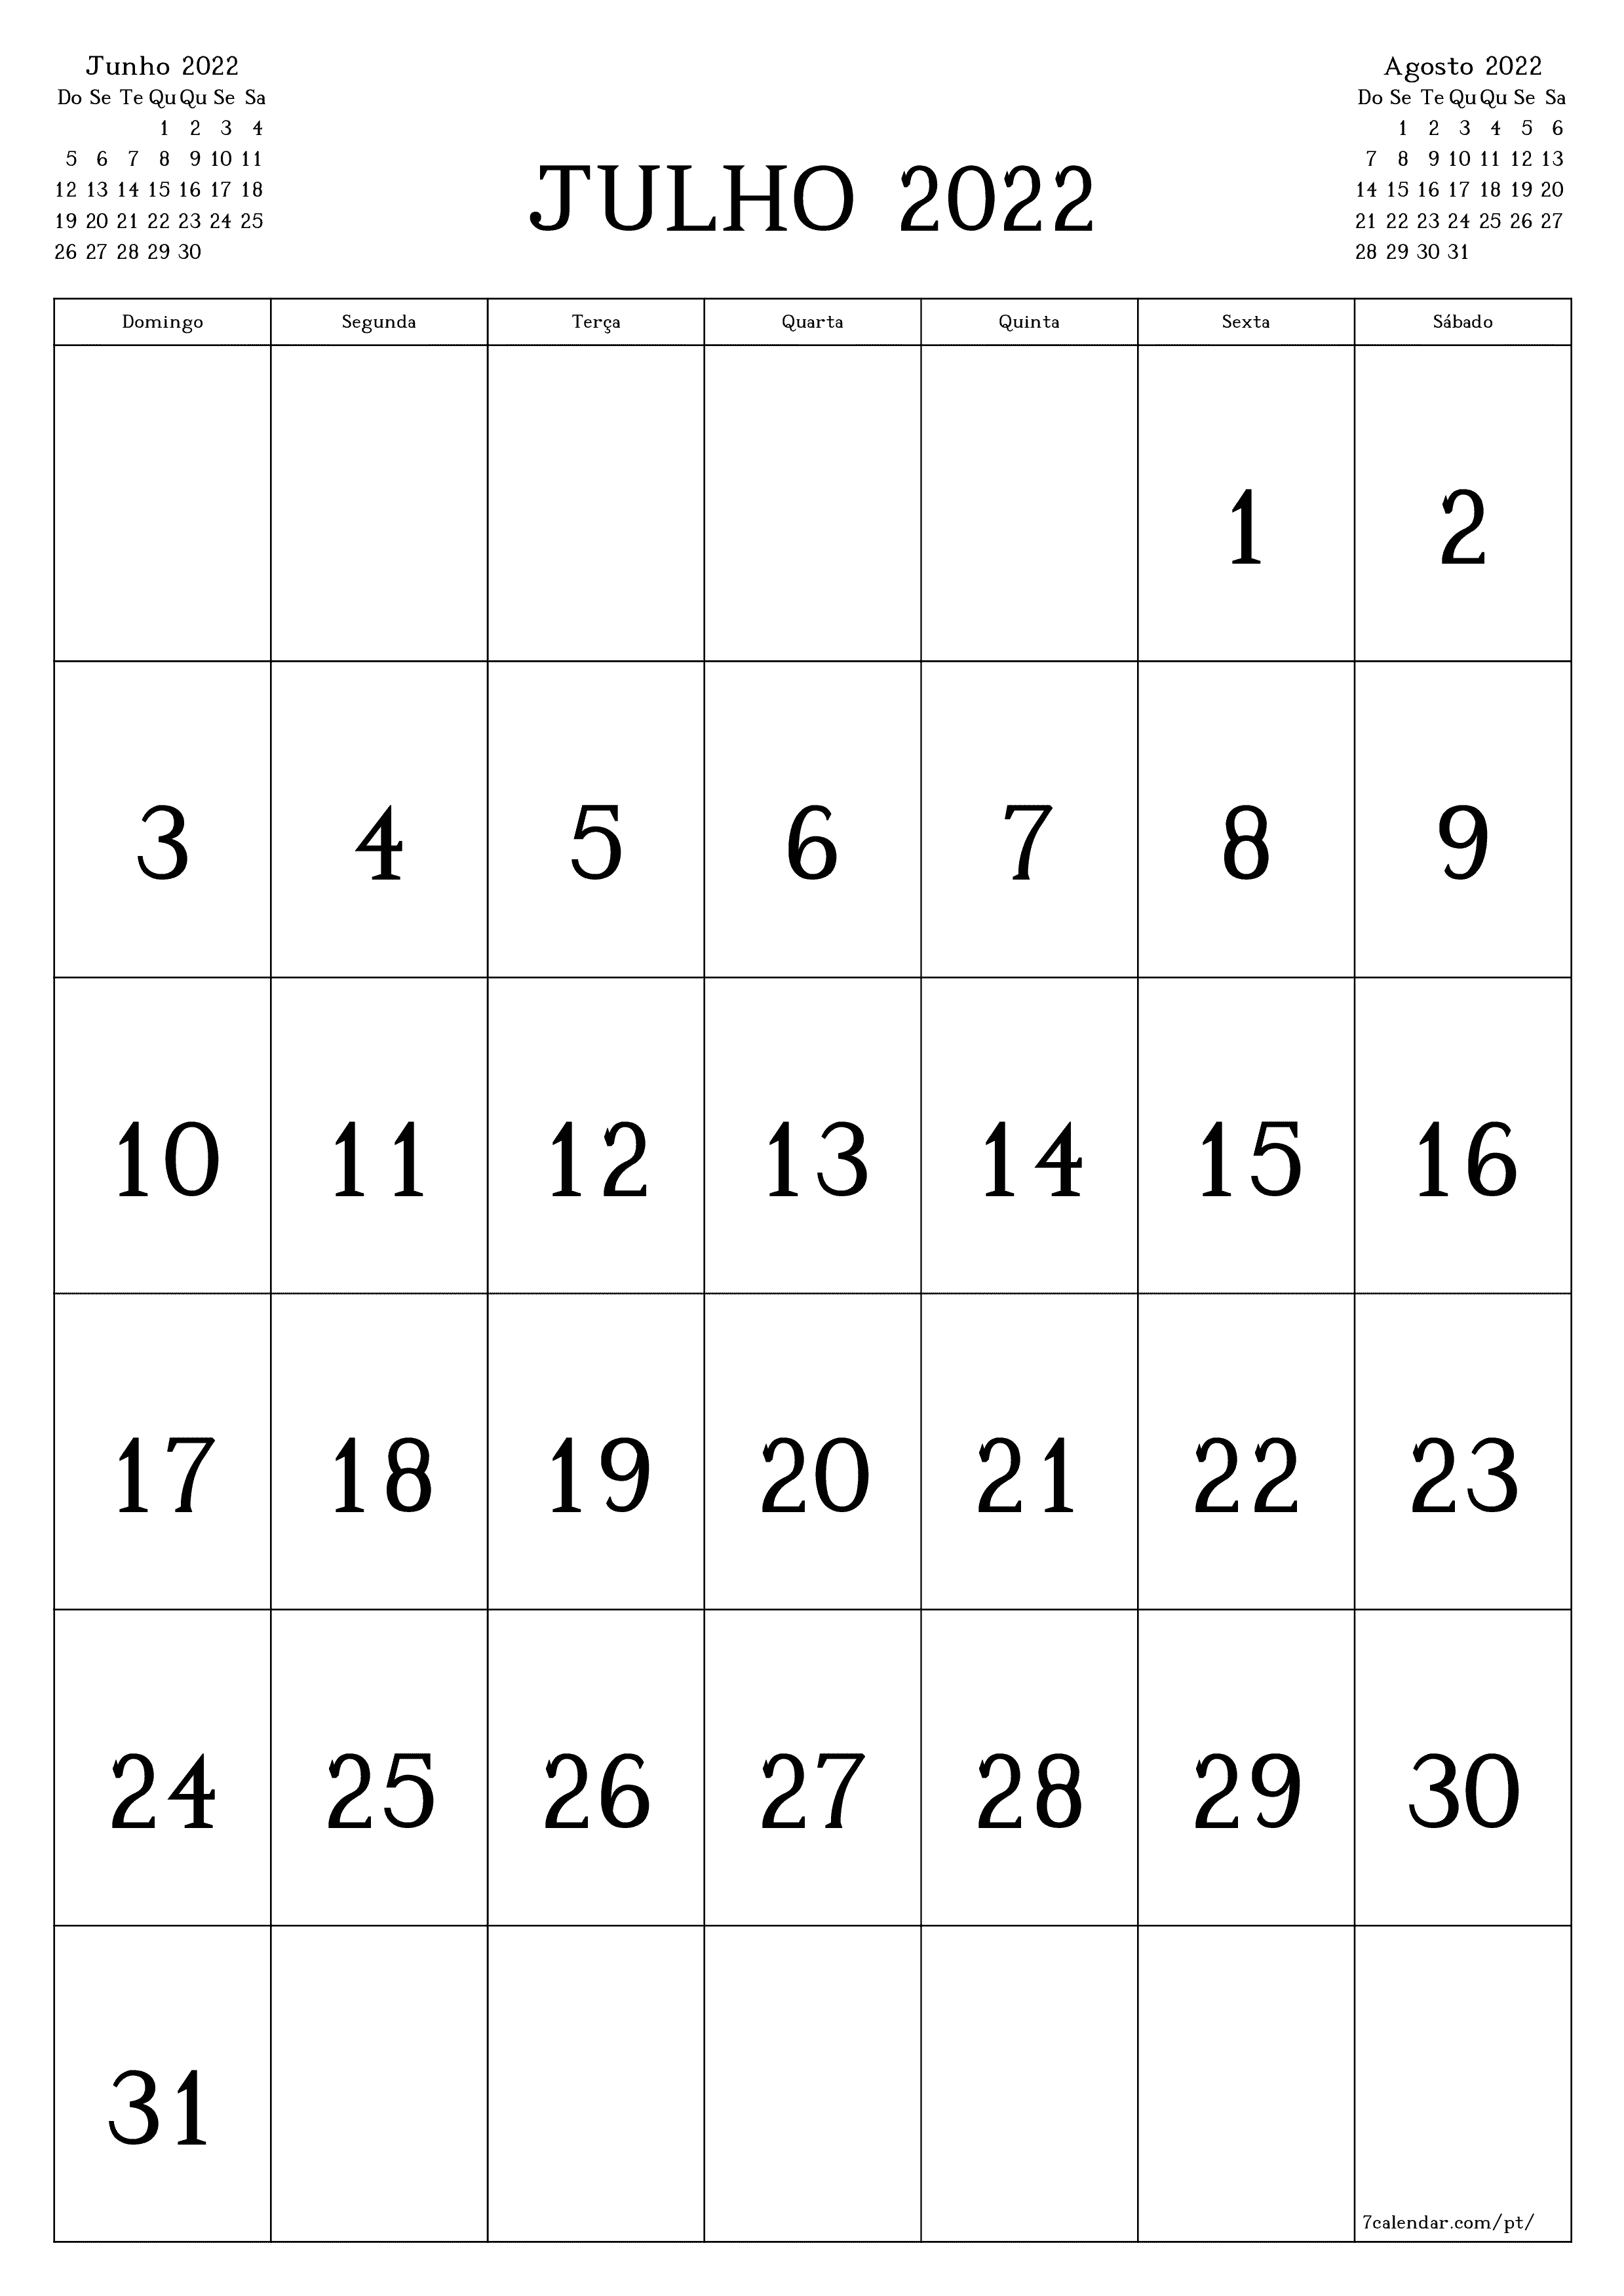 Junho 2022
Do Se Te Qu Qu Se Sa
1 2 3 4
5 6 7 8 9 10 11
12 13 14 15 16 17 18
19 20 21 22 23 24 25
26 27 28 29 30
JULHO 2022
Agosto 2022
Do Se Te Qu Qu Se Sa
1 2 3 4 5 6
7 8 9 10 11 12 13
14 15 16 17 18 19 20
21 22 23 24 25 26 27
28 29 30 31
Domingo Segunda Terça Quarta Quinta Sexta Sábado
1 2
3 4 5 6 7 8 9
10 11 12 13 14 15 16
17 18 19 20 21 22 23
24 25 26 27 28 29 30
31
7calendar.com/pt/